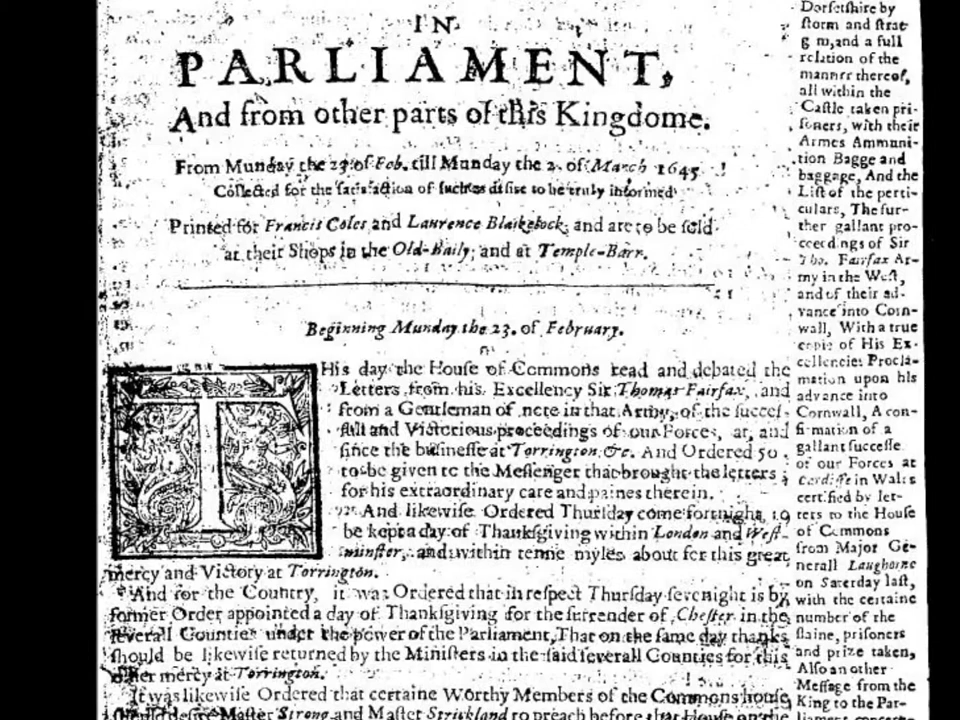 IN
PARLIAMENT,
And from other parts of this Kingdome.
From Munday the 23 of Feb. till Munday the 2. of March 1645
Collected for the satisfaction of such as desire to be truly informed
Printed for Francis Coles and Laurence Blaikelock; and are to be sold
at their Shops in the Old-Baily; and at Temple-Barr.
Beginning Munday the 23. of February.
THis day the House of Commons read and debated the
Letters from his Excellency Sir Thomas Fairfax, and
from a Gentleman of note in that Army, of the succes-
full and Victorious proceedings of our Forces, at, and
since the businesse at Torrington, &c. And Ordered 50.
to be given to the Messenger that brought the letters
for his extraordinary care and paines therein.
And likewise Ordered Thursday come fortnight, to
be kept a day of Thanksgiving within London and West-
minster, and within tenne myles about for this great
mercy and Victory at Torrington.
And for the Country, it was Ordered that in respect Thursday sevenight is by
former Order appointed a day of Thanksgiving for the surrender of Chester in the
severall Counties under the power of the Parliament, That on the same day thanks
should be likewise returned by the Ministers in the said severall Counties for this
other mercy at Torrington.
It was likewise Ordered that certaine Worthy Members of the Commons house,
should desire Master Strong and Master Strickland to preach before that House on the
Dorsetshire by
storm and strat-
g m, and a full
relation of the
manner thereof,
all within the
Castle taken pri-
soners, with their
Armes Ammuni-
tion Bagge and
baggage, And the
List of the perti-
culars, The fur-
ther gallant pro-
ceedings of Sir
Tho. Fairfax Ar-
my in the West,
and of their ad-
vance into Corn-
wall, With a true
copie of His Ex-
cellencies Procla-
mation upon his
advance into
Cornwall, A con-
firmation of a
gallant successe
of our Forces at
Cardiffe in Wales
certified by let-
ters to the House
of Commons
from Major Ge-
nerall Laughorne
on Saterday last,
with the certaine
number of the
slaine, prisoners
and prize taken,
Also an other
Message from the
King to the Par-
liament